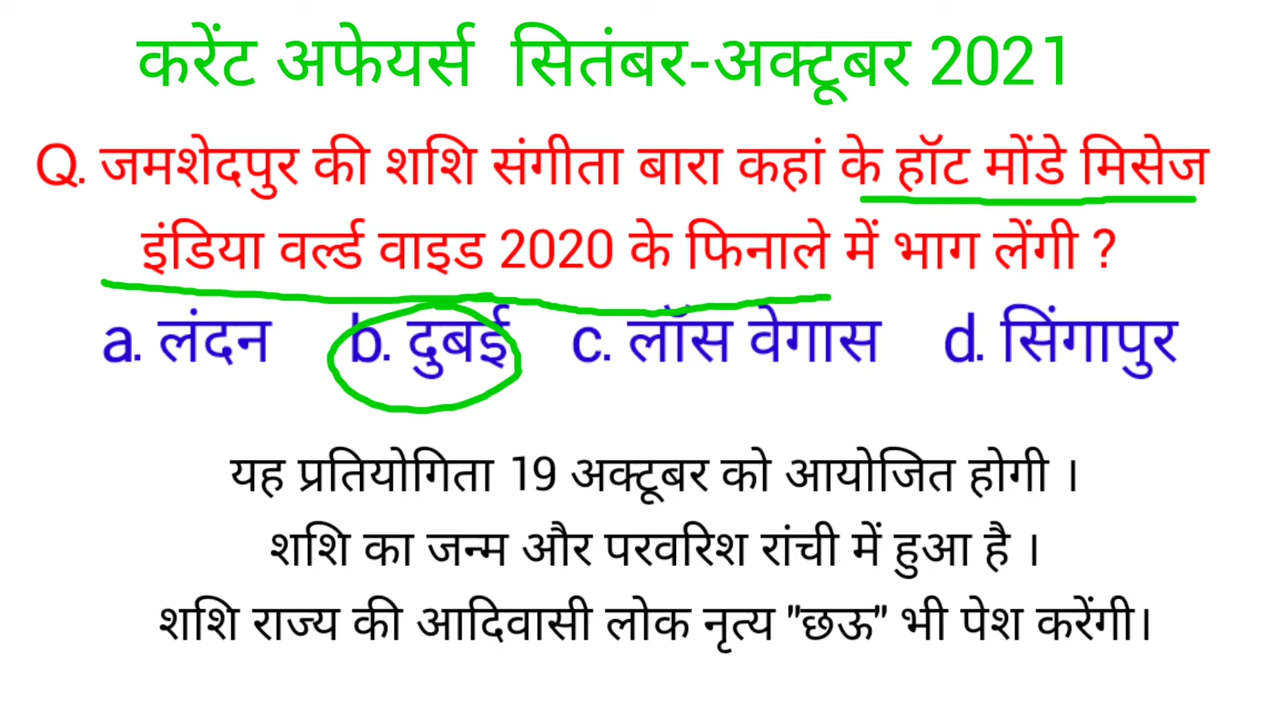 करेंट अफेयर्स सितंबर-अक्टूबर 2021
Q. जमशेदपुर की शशि संगीता बारा कहां के हॉट मोंडे मिसेज
इंडिया वर्ल्ड वाइड 2020 के फिनाले में भाग लेंगी ?
a. लंदन b. दुबई c. लॉस वेगास d. सिंगापुर
यह प्रतियोगिता 19 अक्टूबर को आयोजित होगी ।
शशि का जन्म और परवरिश रांची में हुआ है ।
शशि राज्य की आदिवासी लोक नृत्य "छऊ" भी पेश करेंगी।